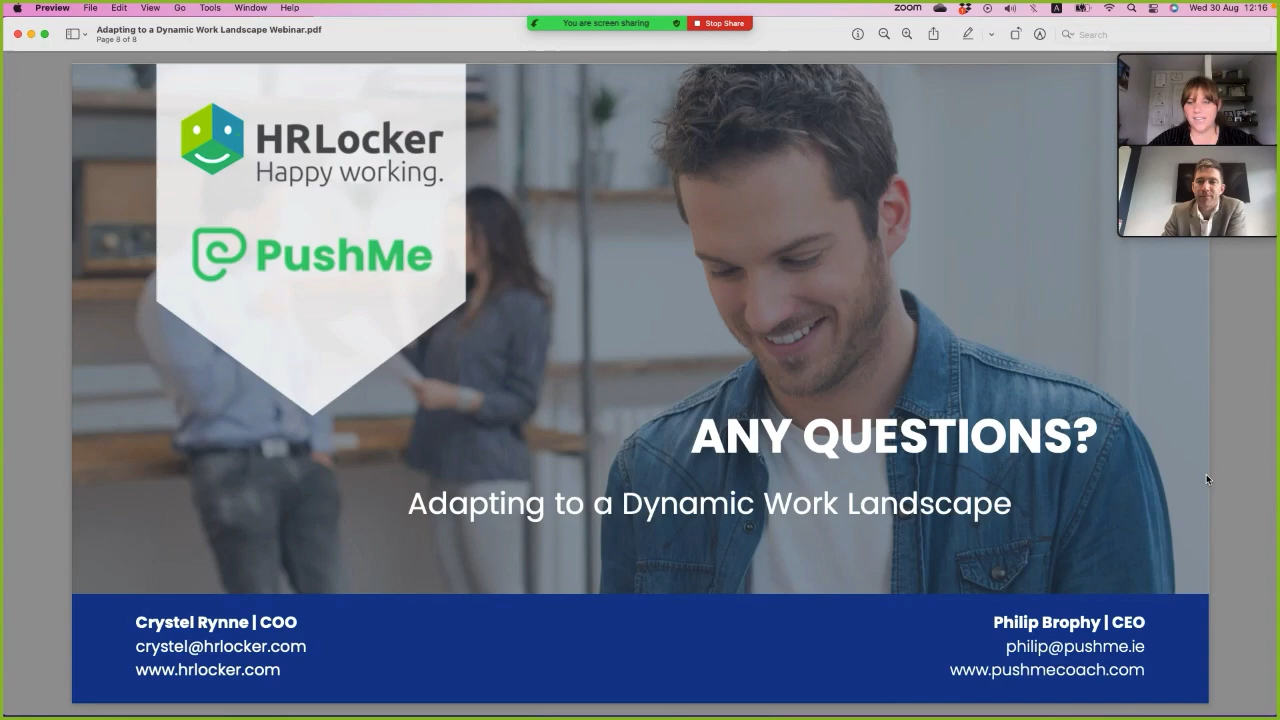 Preview File Edit View Go Tools Window Help
zoom
Wed 30 Aug 12:16
You are screen sharing
Stop Share
Adapting to a Dynamic Work Landscape Webinar.pdf
Page 8 of 8
Search
HRLocker
Happy working.
PushMe
ANY QUESTIONS?
Adapting to a Dynamic Work Landscape
Crystel Rynne | COO
crystel@hrlocker.com
www.hrlocker.com
Philip Brophy | CEO
philip@pushme.ie
www.pushmecoach.com